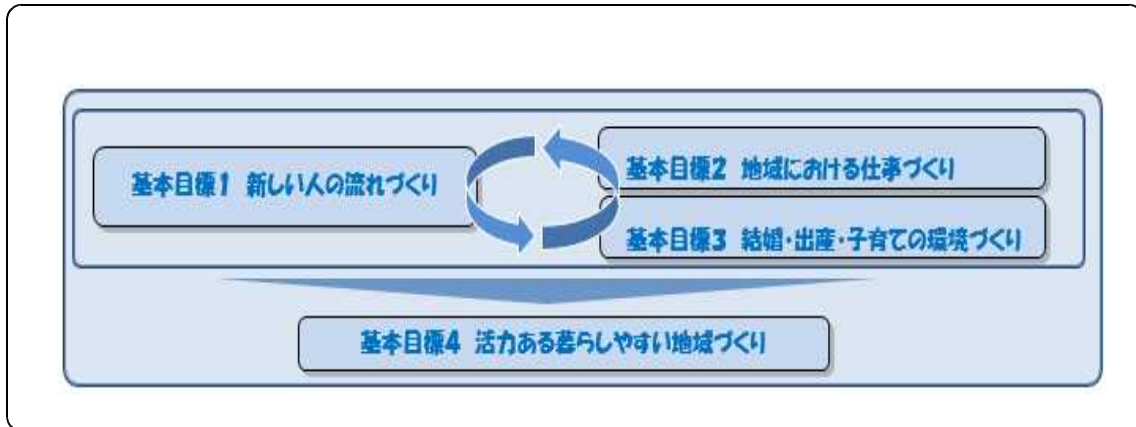 基本目標1 新しい人の流れづくり
基本目標2 地域における仕事づくり
基本目標3 結婚・出産・子育ての環境づくり
基本目標4 活力ある暮らしやすい地域づくり